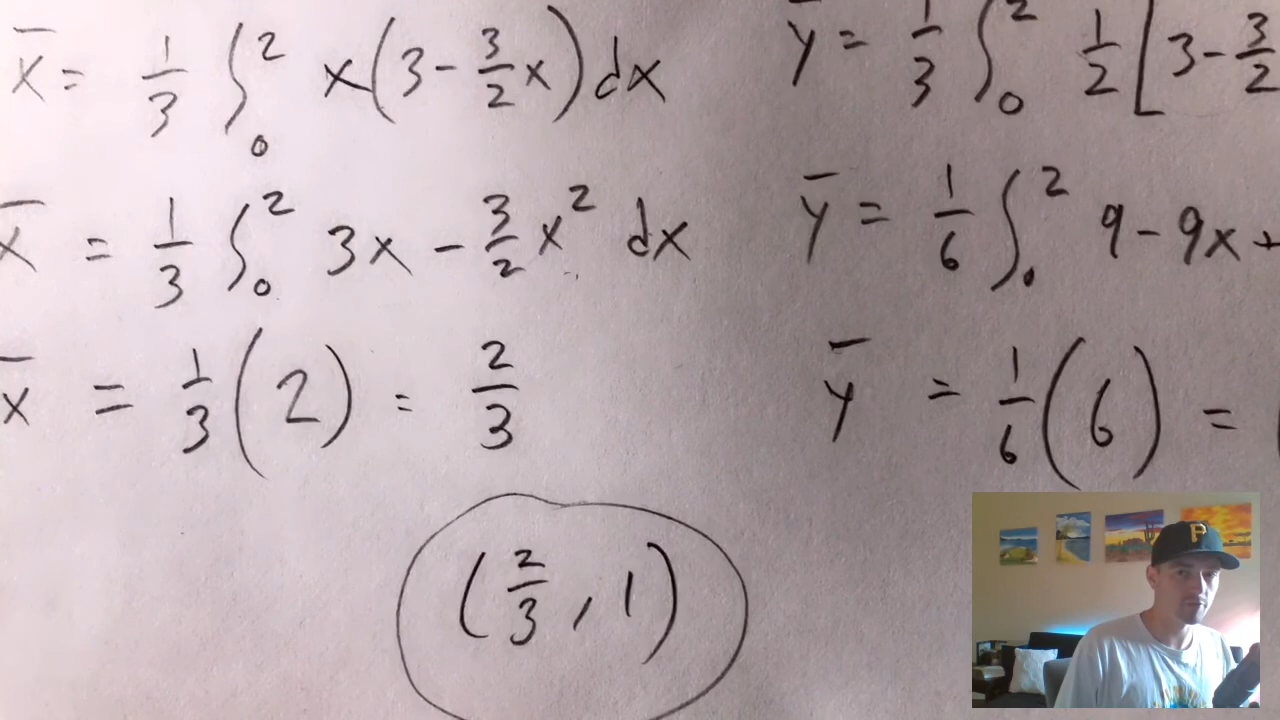 x̄ = 1/3 ∫₀² x(3 - 3/2 x) dx
ȳ = 1/3 ∫₀² 1/2 [3 - 3/2
x̄ = 1/3 ∫₀² 3x - 3/2 x² dx
ȳ = 1/6 ∫₀² 9 - 9x +
x̄ = 1/3 (2) = 2/3
ȳ = 1/6 (6) =
(2/3, 1)
P